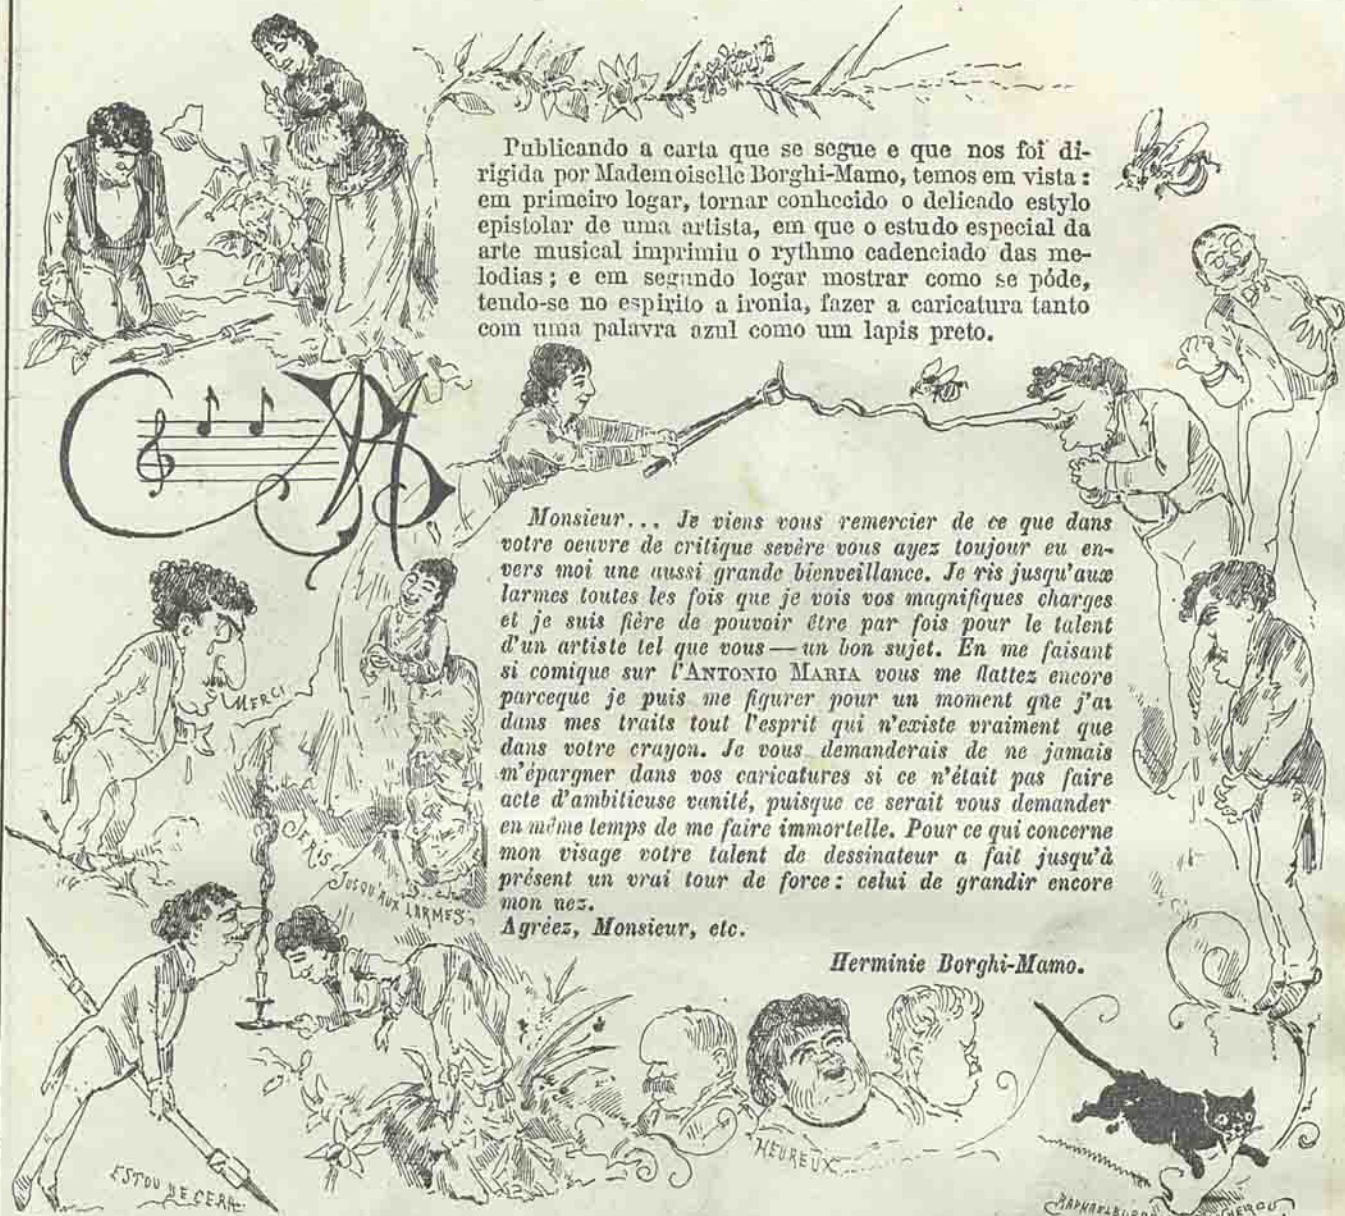 Publicando a carta que se segue e que nos foi di-
rigida por Mademoiselle Borghi-Mamo, temos em vista:
em primeiro logar, tornar conhecido o delicado estylo
epistolar de uma artista, em que o estudo especial da
arte musical imprimiu o rythmo cadenciado das me-
lodias; e em segundo logar mostrar como se póde,
tendo-se no espirito a ironia, fazer a caricatura tanto
com uma palavra azul como um lapis preto.
Monsieur... Je viens vous remercier de ce que dans
votre oeuvre de critique sevère vous ayez toujour eu en-
vers moi une aussi grande bienveillance. Je ris jusqu'aux
larmes toutes les fois que je vois vos magnifiques charges
et je suis fière de pouvoir être par fois pour le talent
d'un artiste tel que vous—un bon sujet. En me faisant
si comique sur l'ANTONIO MARIA vous me flattez encore
parceque je puis me figurer pour un moment que j'ai
dans mes traits tout l'esprit qui n'existe vraiment que
dans votre crayon. Je vous demanderais de ne jamais
m'épargner dans vos caricatures si ce n'était pas faire
acte d'ambitieuse vanité, puisque ce serait vous demander
en même temps de me faire immortelle. Pour ce qui concerne
mon visage votre talent de dessinateur a fait jusqu'à
présent un vrai tour de force: celui de grandir encore
mon nez.
Agréez, Monsieur, etc.
Herminie Borghi-Mamo.
MERCI
JE RIS
JUSQU'AUX LARMES
ESTOU DE CERA
HEUREUX